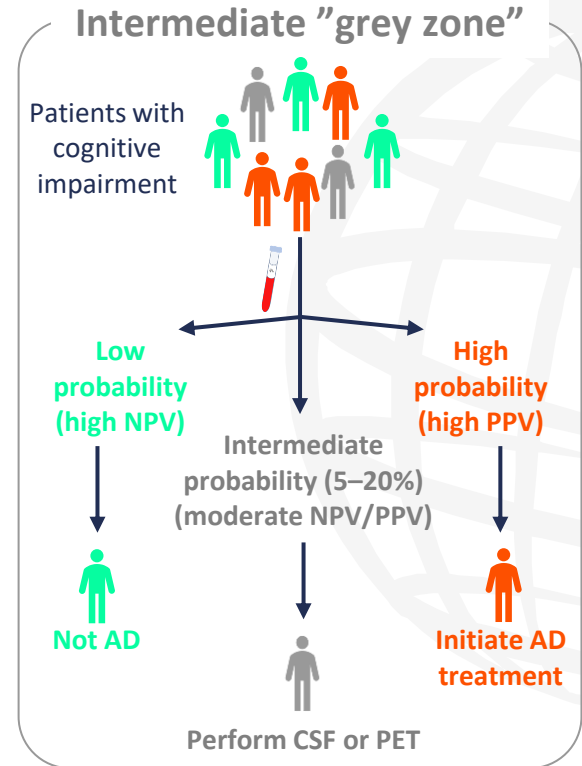 Intermediate ”grey zone”
Patients with
cognitive
impairment
Low
probability
(high NPV)
High
probability
(high PPV)
Intermediate
probability (5–20%)
(moderate NPV/PPV)
Not AD
Initiate AD
treatment
Perform CSF or PET